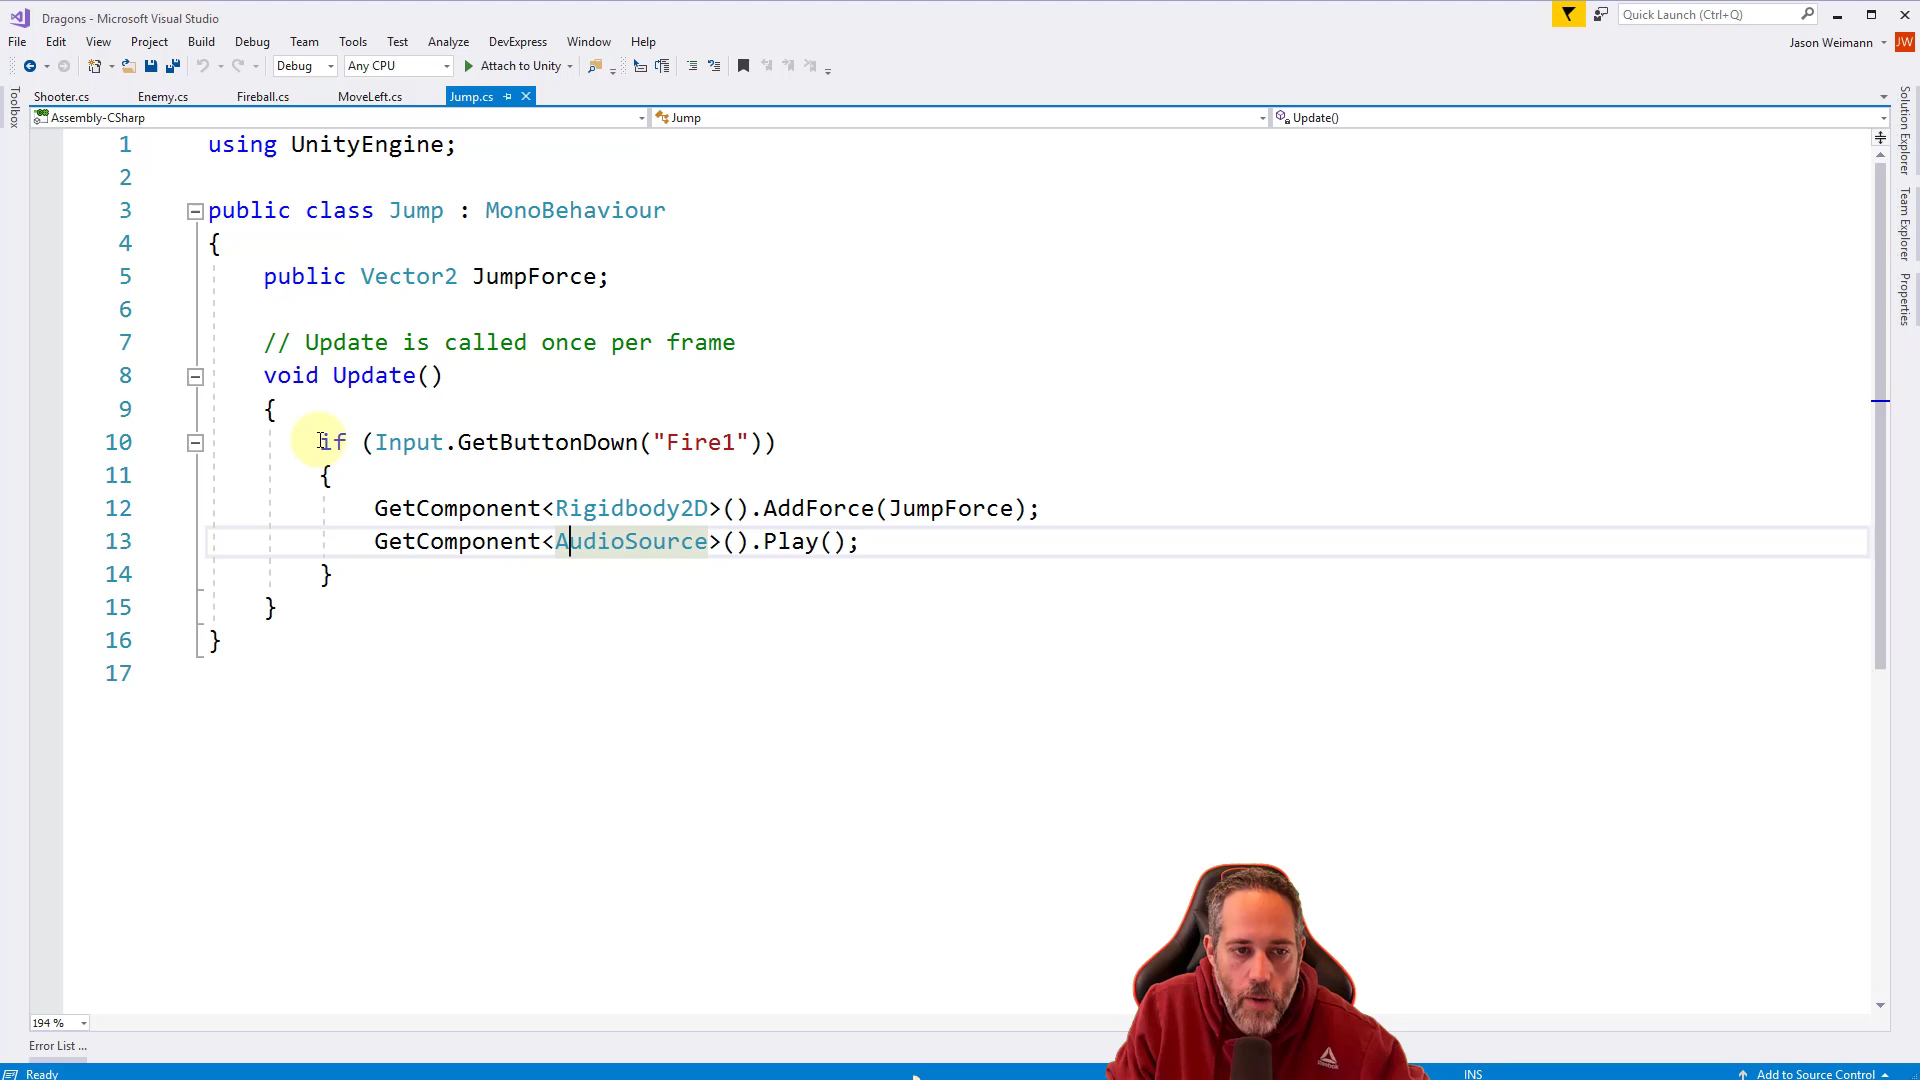 Dragons - Microsoft Visual Studio
Quick Launch (Ctrl+Q)
File Edit View Project Build Debug Team Tools Test Analyze DevExpress Window Help
Jason Weimann JW
Debug Any CPU Attach to Unity
Toolbox
Shooter.cs Enemy.cs Fireball.cs MoveLeft.cs Jump.cs
Assembly-CSharp Jump Update()
1 using UnityEngine;
2
3 public class Jump : MonoBehaviour
4 {
5 public Vector2 JumpForce;
6
7 // Update is called once per frame
8 void Update()
9 {
10 if (Input.GetButtonDown("Fire1"))
11 {
12 GetComponent<Rigidbody2D>().AddForce(JumpForce);
13 GetComponent<AudioSource>().Play();
14 }
15 }
16 }
17
Solution Explorer
Team Explorer
Properties
194 %
Error List ...
Reebok
Ready INS Add to Source Control